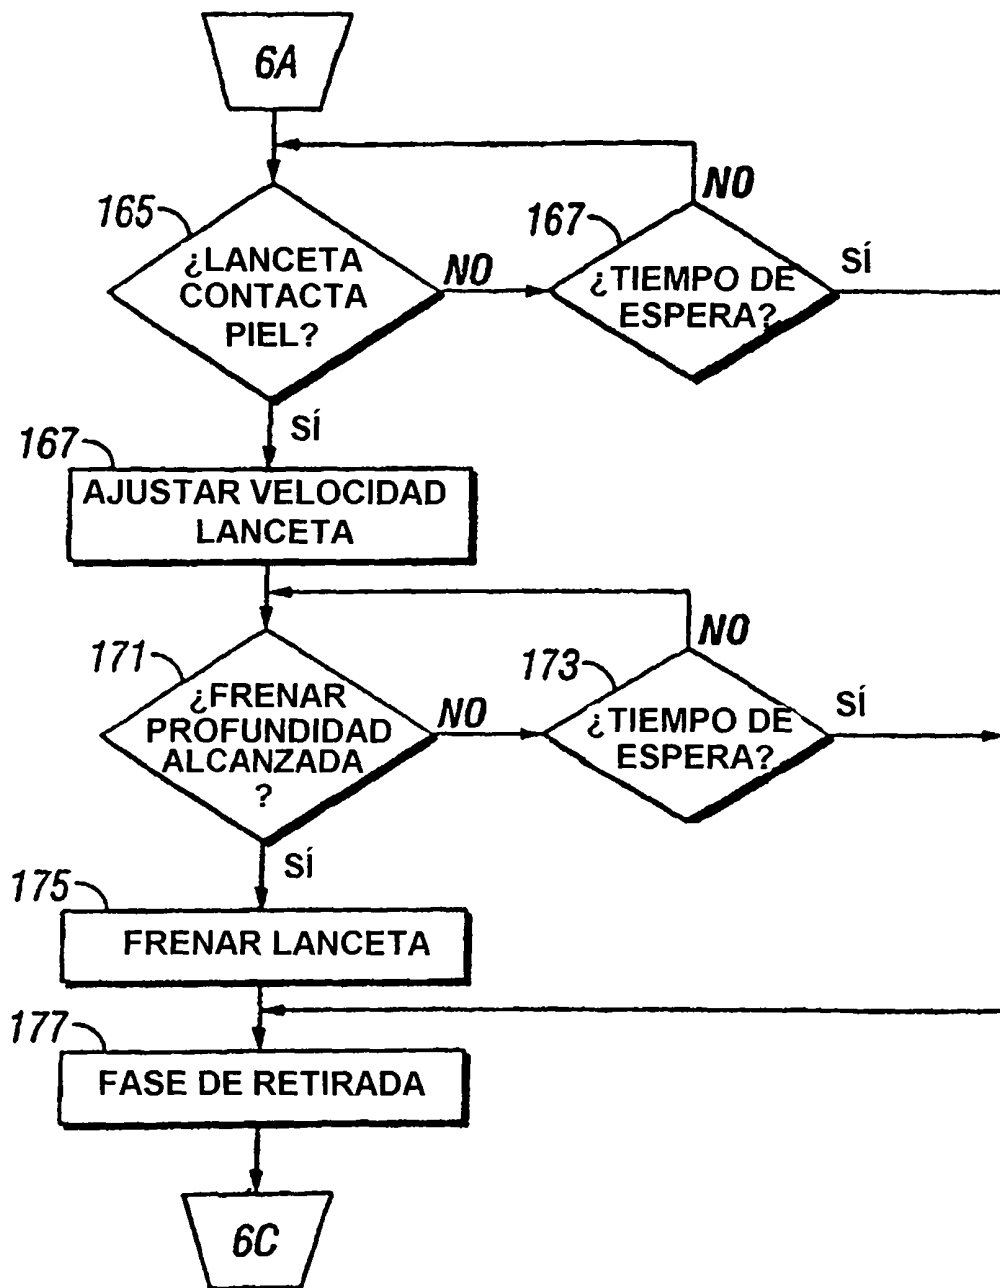 6A
165
¿LANCETA
CONTACTA
PIEL?
NO
167
¿TIEMPO DE
ESPERA?
NO
SÍ
SÍ
167
AJUSTAR VELOCIDAD
LANCETA
171
¿FRENAR
PROFUNDIDAD
ALCANZADA
?
NO
173
¿TIEMPO DE
ESPERA?
NO
SÍ
SÍ
175
FRENAR LANCETA
177
FASE DE RETIRADA
6C